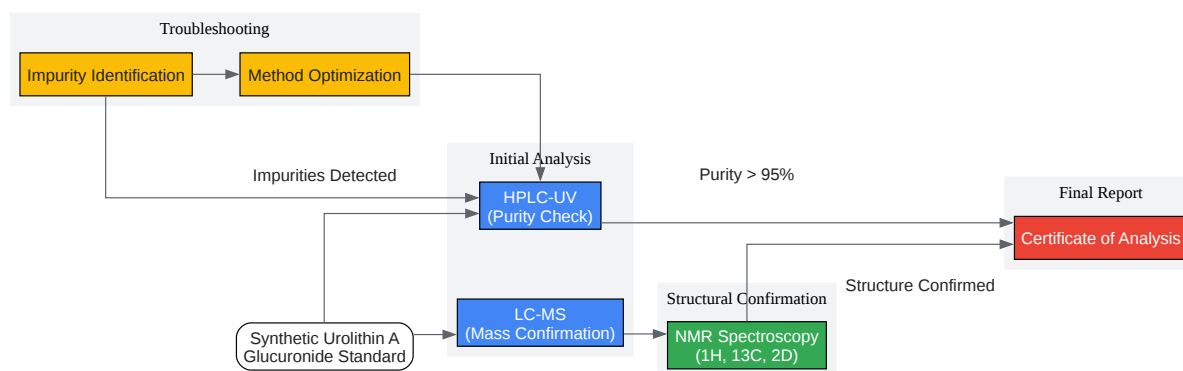 Troubleshooting
Impurity Identification
Method Optimization
Initial Analysis
Impurities Detected
Purity > 95%
HPLC-UV
(Purity Check)
Final Report
Certificate of Analysis
Structure Confirmed
Structural Confirmation
LC-MS
(Mass Confirmation)
Synthetic Urolithin A
Glucuronide Standard
NMR Spectroscopy
(1H, 13C, 2D)